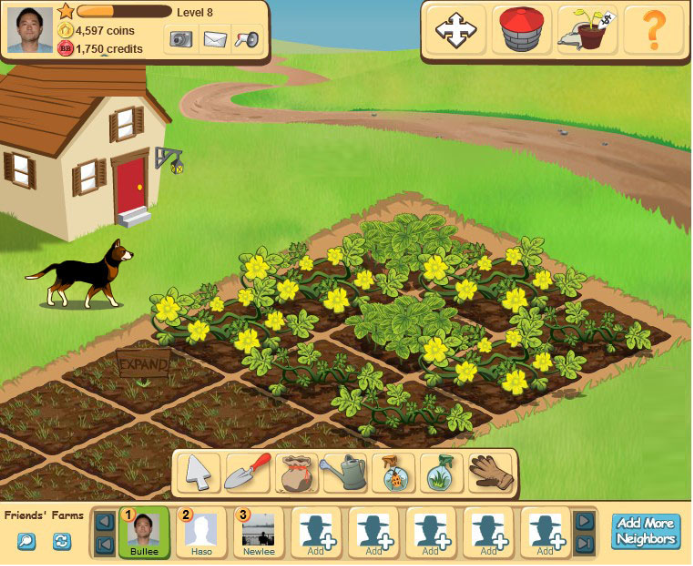 Level 8
4,597 coins
BB
1,750 credits
$
?
EXPAND
Friends' Farms
1
2
3
Bullee
Haso
Newlee
Add
Add
Add
Add
Add
Add More
Neighbors